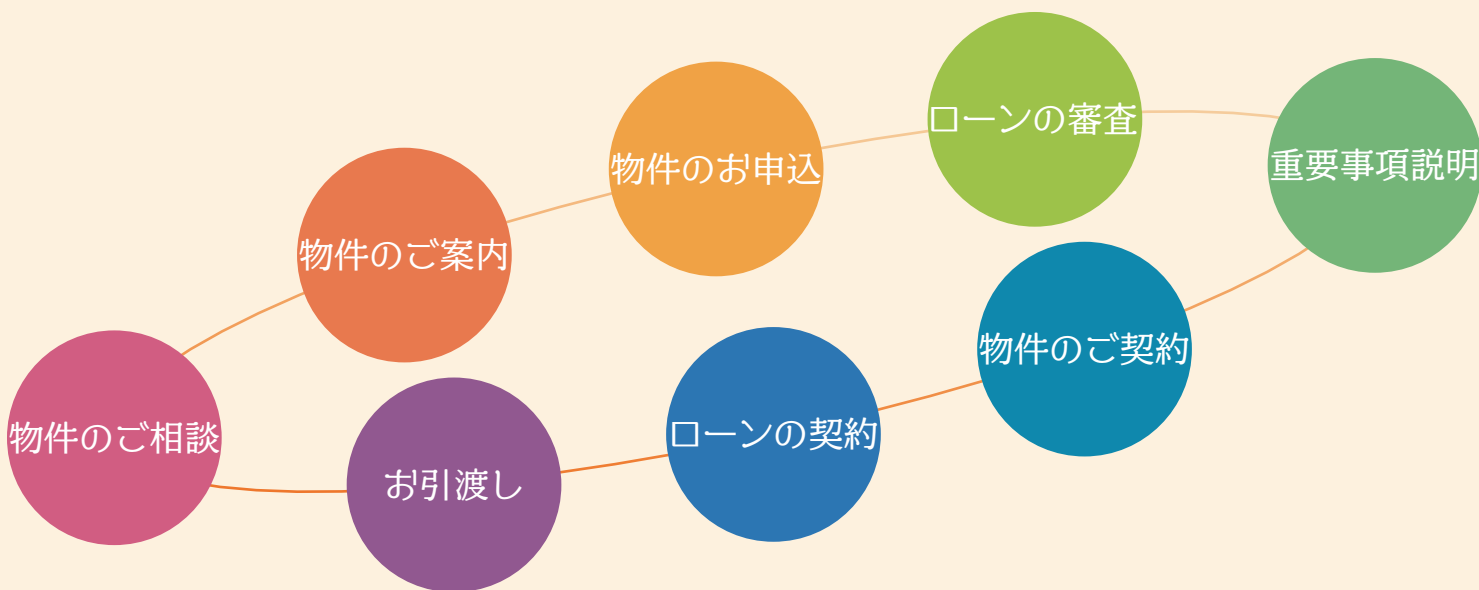 物件のご相談
物件のご案内
物件のお申込
ローンの審査
重要事項説明
物件のご契約
ローンの契約
お引渡し